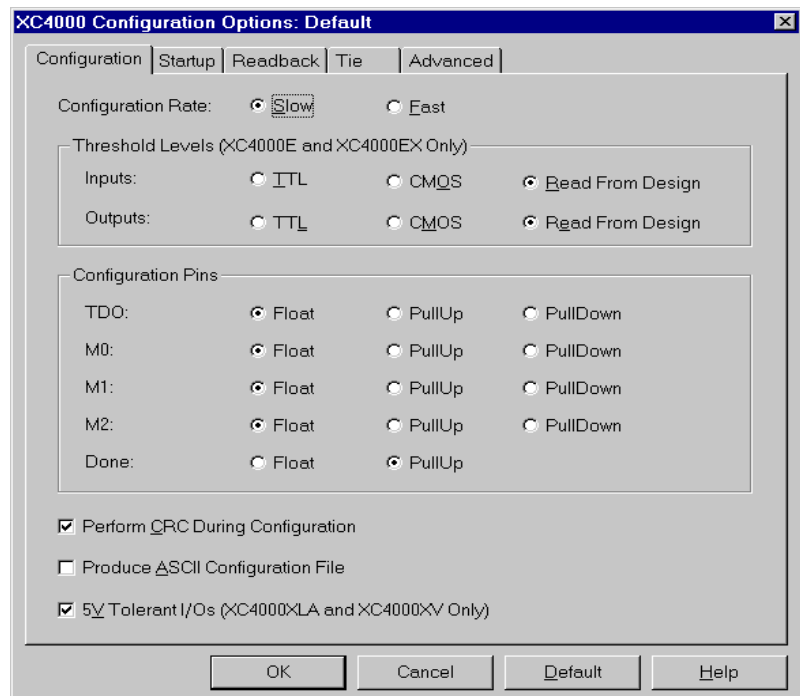 XC4000 Configuration Options: Default
Configuration Startup Readback Tie Advanced
Configuration Rate: Slow Fast
Threshold Levels (XC4000E and XC4000EX Only)
Inputs: TTL CMOS Read From Design
Outputs: TTL CMOS Read From Design
Configuration Pins
TDO: Float PullUp PullDown
M0: Float PullUp PullDown
M1: Float PullUp PullDown
M2: Float PullUp PullDown
Done: Float PullUp
Perform CRC During Configuration
Produce ASCII Configuration File
5V Tolerant I/Os (XC4000XLA and XC4000XV Only)
OK Cancel Default Help